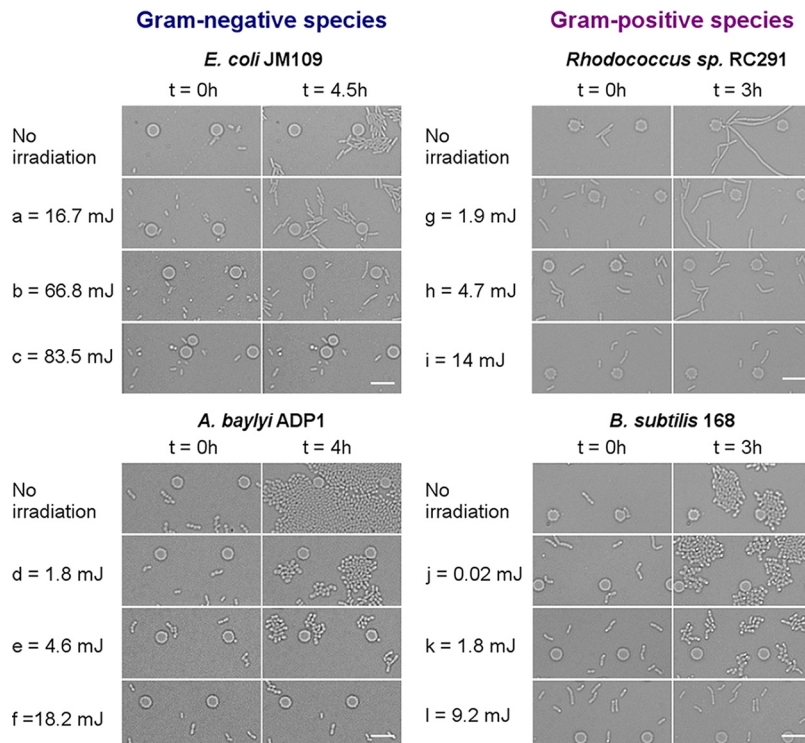 Gram-negative species
E. coli JM109
t = 0h t = 4.5h
No
irradiation
a = 16.7 mJ
b = 66.8 mJ
c = 83.5 mJ
A. baylyi ADP1
t = 0h t = 4h
No
irradiation
d = 1.8 mJ
e = 4.6 mJ
f =18.2 mJ
Gram-positive species
Rhodococcus sp. RC291
t = 0h t = 3h
No
irradiation
g = 1.9 mJ
h = 4.7 mJ
i = 14 mJ
B. subtilis 168
t = 0h t = 3h
No
irradiation
j = 0.02 mJ
k = 1.8 mJ
l = 9.2 mJ